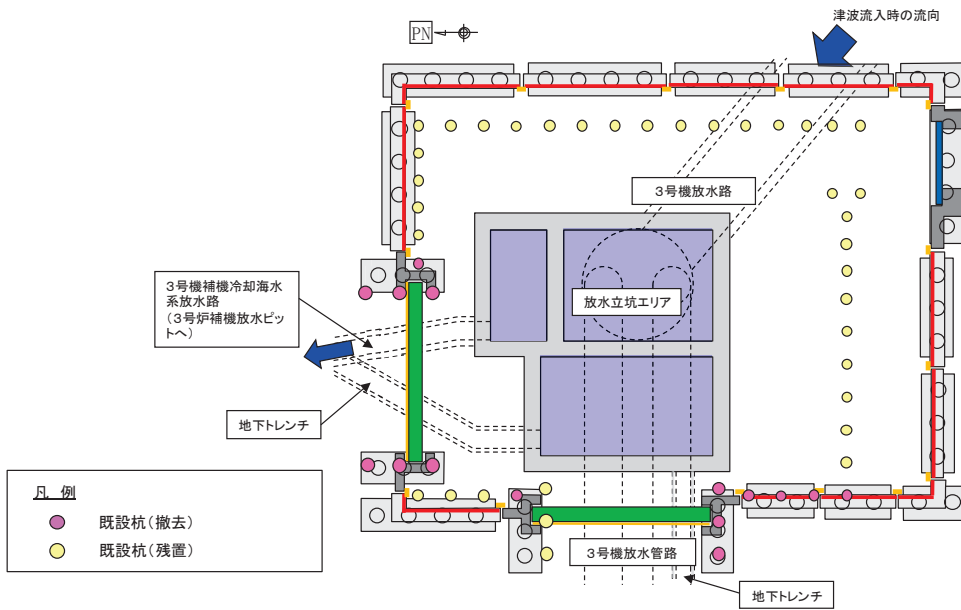 津波流入時の流向
PN
3号機放水路
3号機補機冷却海水
系放水路
(3号炉補機放水ピッ
トへ)
放水立坑エリア
地下トレンチ
凡 例
既設杭(撤去)
既設杭(残置)
3号機放水管路
地下トレンチ